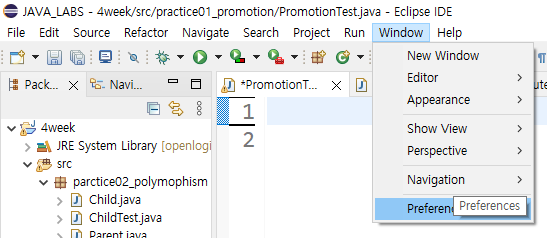 JAVA_LABS - 4week/src/practice01_promotion/PromotionTest.java - Eclipse IDE
File Edit Source Refactor Navigate Search Project Run Window Help
New Window
Editor
Appearance
Show View
Perspective
Navigation
Preferences
Pack...
Navi...
*PromotionT...
4week
JRE System Library [openlogi
src
parctice02_polymophism
Child.java
ChildTest.java
Parent.java
1
2